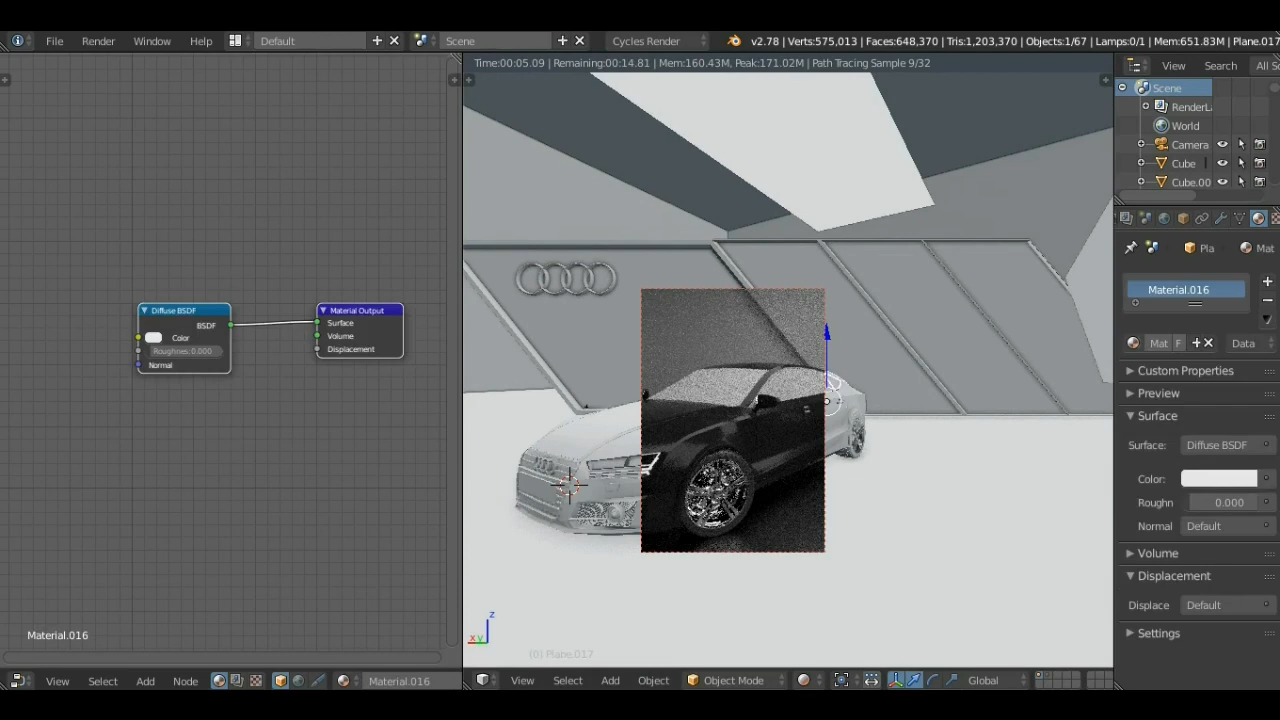 File Render Window Help Default Scene Cycles Render v2.78 | Verts:575,013 | Faces:648,370 | Tris:1,203,370 | Objects:1/67 | Lamps:0/1 | Mem:651.83M | Plane.017
Time:00:05.09 | Remaining:00:14.81 | Mem:160.43M, Peak:171.02M | Path Tracing Sample 9/32
View Search All Sc
Scene
RenderL
World
Camera
Cube
Cube.00
Pla Mat
Material.016
Mat F Data
Custom Properties
Preview
Surface
Surface: Diffuse BSDF
Color:
Roughn 0.000
Normal Default
Volume
Displacement
Displace Default
Settings
Diffuse BSDF
BSDF
Color
Roughnes: 0.000
Normal
Material Output
Surface
Volume
Displacement
Material.016
z
x y
(0) Plane.017
View Select Add Node Material.016
View Select Add Object Object Mode Global